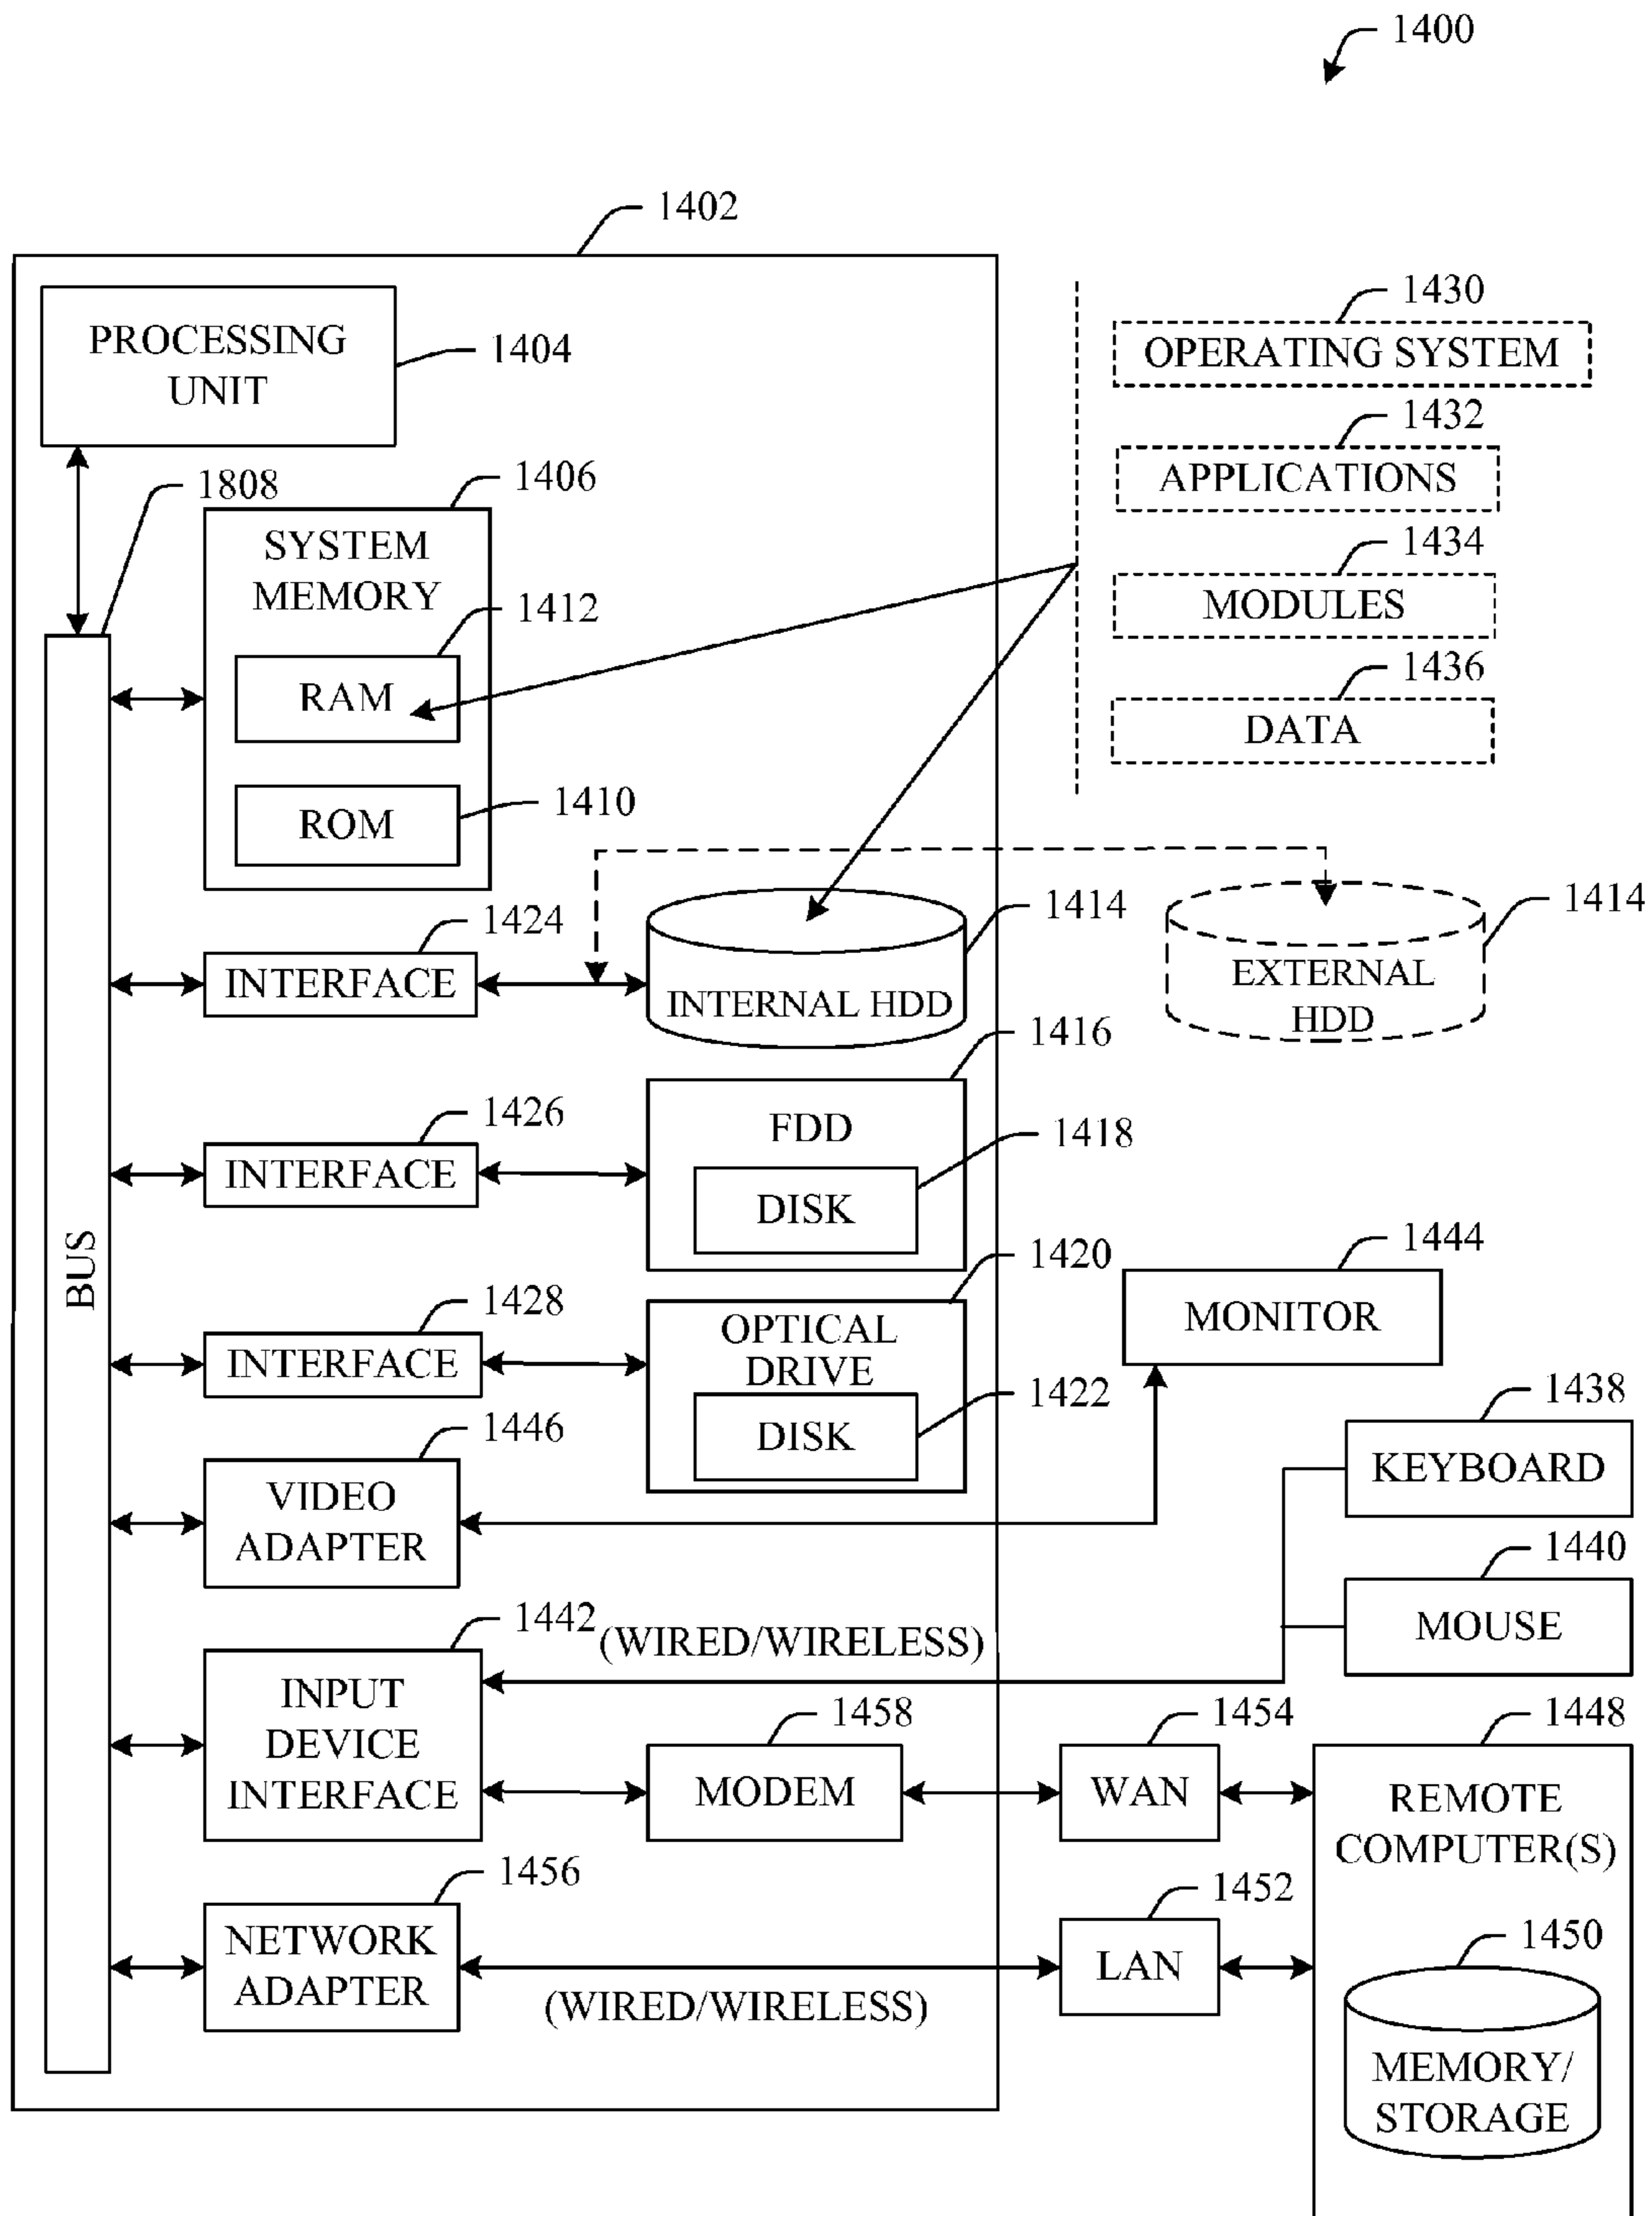 1400
1402
PROCESSING
UNIT
1404
1430
OPERATING SYSTEM
1432
APPLICATIONS
1434
MODULES
1436
DATA
1808
1406
SYSTEM
MEMORY
1412
RAM
1410
ROM
BUS
1424
INTERFACE
1414
INTERNAL HDD
1414
EXTERNAL
HDD
1426
INTERFACE
1416
FDD
1418
DISK
1428
INTERFACE
1420
OPTICAL
DRIVE
1422
DISK
1444
MONITOR
1446
VIDEO
ADAPTER
1438
KEYBOARD
1440
MOUSE
1442
(WIRED/WIRELESS)
INPUT
DEVICE
INTERFACE
1458
MODEM
1454
WAN
1448
REMOTE
COMPUTER(S)
1456
NETWORK
ADAPTER
(WIRED/WIRELESS)
1452
LAN
1450
MEMORY/
STORAGE